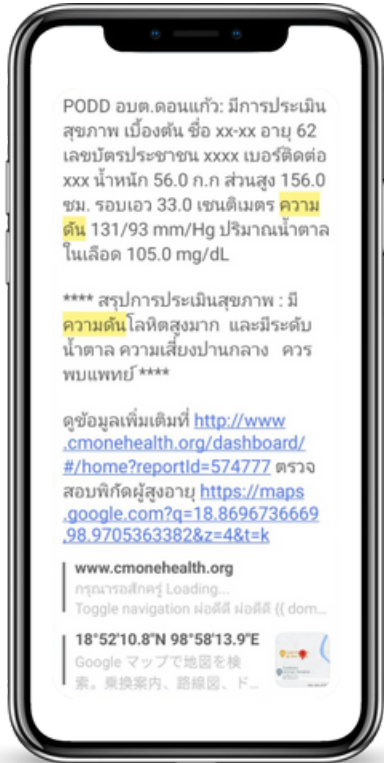 PODD อบต.ดอนแก้ว: มีการประเมิน
สุขภาพ เบื้องต้น ชื่อ xx-xx อายุ 62
เลขบัตรประชาชน xxxx เบอร์ติดต่อ
xxx น้ำหนัก 56.0 ก.ก ส่วนสูง 156.0
ซม. รอบเอว 33.0 เซนติเมตร ความ
ดัน 131/93 mm/Hg ปริมาณน้ำตาล
ในเลือด 105.0 mg/dL
**** สรุปการประเมินสุขภาพ : มี
ความดันโลหิตสูงมาก และมีระดับ
น้ำตาล ความเสี่ยงปานกลาง ควร
พบแพทย์ ****
ดูข้อมูลเพิ่มเติมที่ http://www
.cmonehealth.org/dashboard/
#/home?reportId=574777 ตรวจ
สอบพิกัดผู้สูงอายุ https://maps
.google.com?q=18.8696736669
,98.9705363382&z=4&t=k
www.cmonehealth.org
กรุณารอสักครู่ Loading...
Toggle navigation ผ่อดีดี ผ่อดีดี {{ dom...
18°52'10.8"N 98°58'13.9"E
Google マップで地図を検
索。乗換案内、路線図、ド...